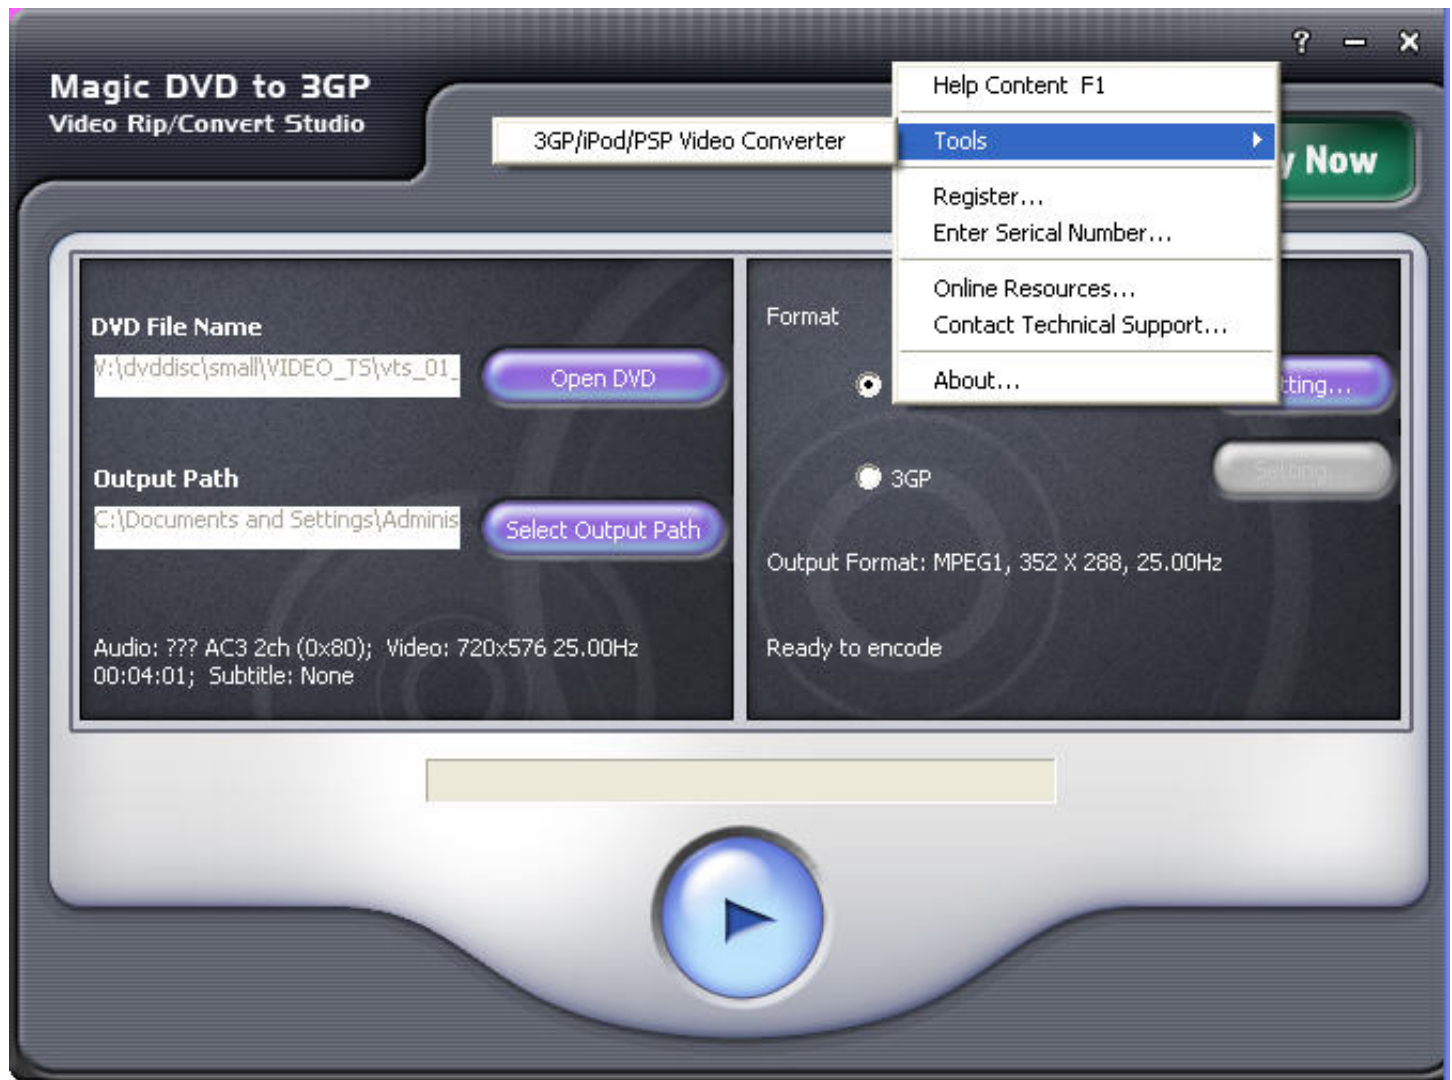 ?
Magic DVD to 3GP
Video Rip/Convert Studio
Help Content F1
3GP/iPod/PSP Video Converter
Tools
Now
Register...
Enter Serical Number...
Online Resources...
Contact Technical Support...
About...
DVD File Name
V:\dvddisc\small\VIDEO_TS\vts_01_
Open DVD
Output Path
C:\Documents and Settings\Adminis
Select Output Path
Audio: ??? AC3 2ch (0x80); Video: 720x576 25.00Hz
00:04:01; Subtitle: None
Format
tting...
3GP
Setting...
Output Format: MPEG1, 352 X 288, 25.00Hz
Ready to encode